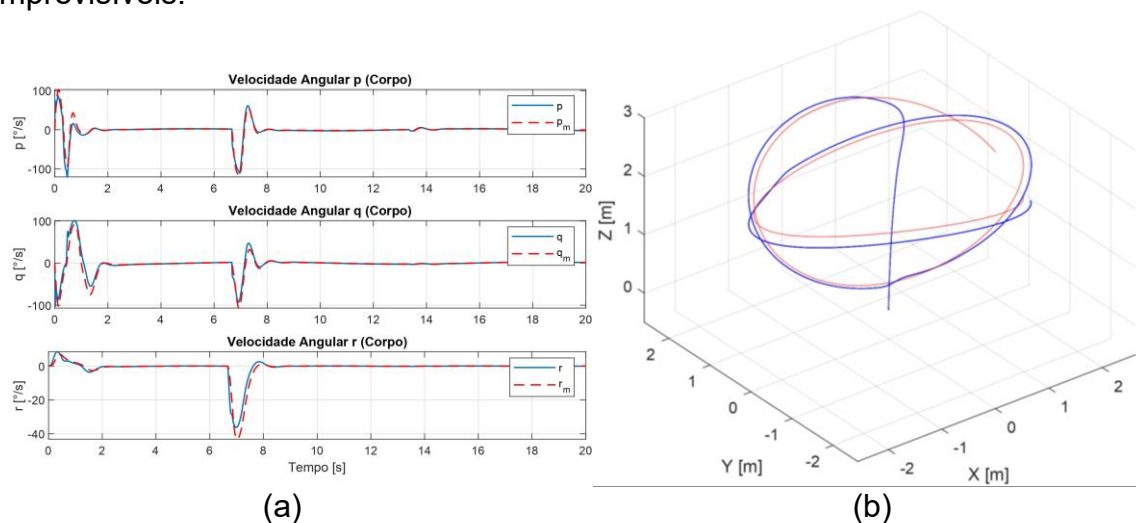 mprovisíveis.
Velocidade Angular p (Corpo)
p [°/s]
100
0
-100
p
p_m
0 2 4 6 8 10 12 14 16 18 20
Velocidade Angular q (Corpo)
q [°/s]
100
0
-100
q
q_m
0 2 4 6 8 10 12 14 16 18 20
Velocidade Angular r (Corpo)
r [°/s]
0
-20
-40
r
r_m
0 2 4 6 8 10 12 14 16 18 20
Tempo [s]
(a)
Z [m]
3
2
1
0
2
1
0
-1
-2
Y [m]
-2
-1
0
1
2
X [m]
(b)